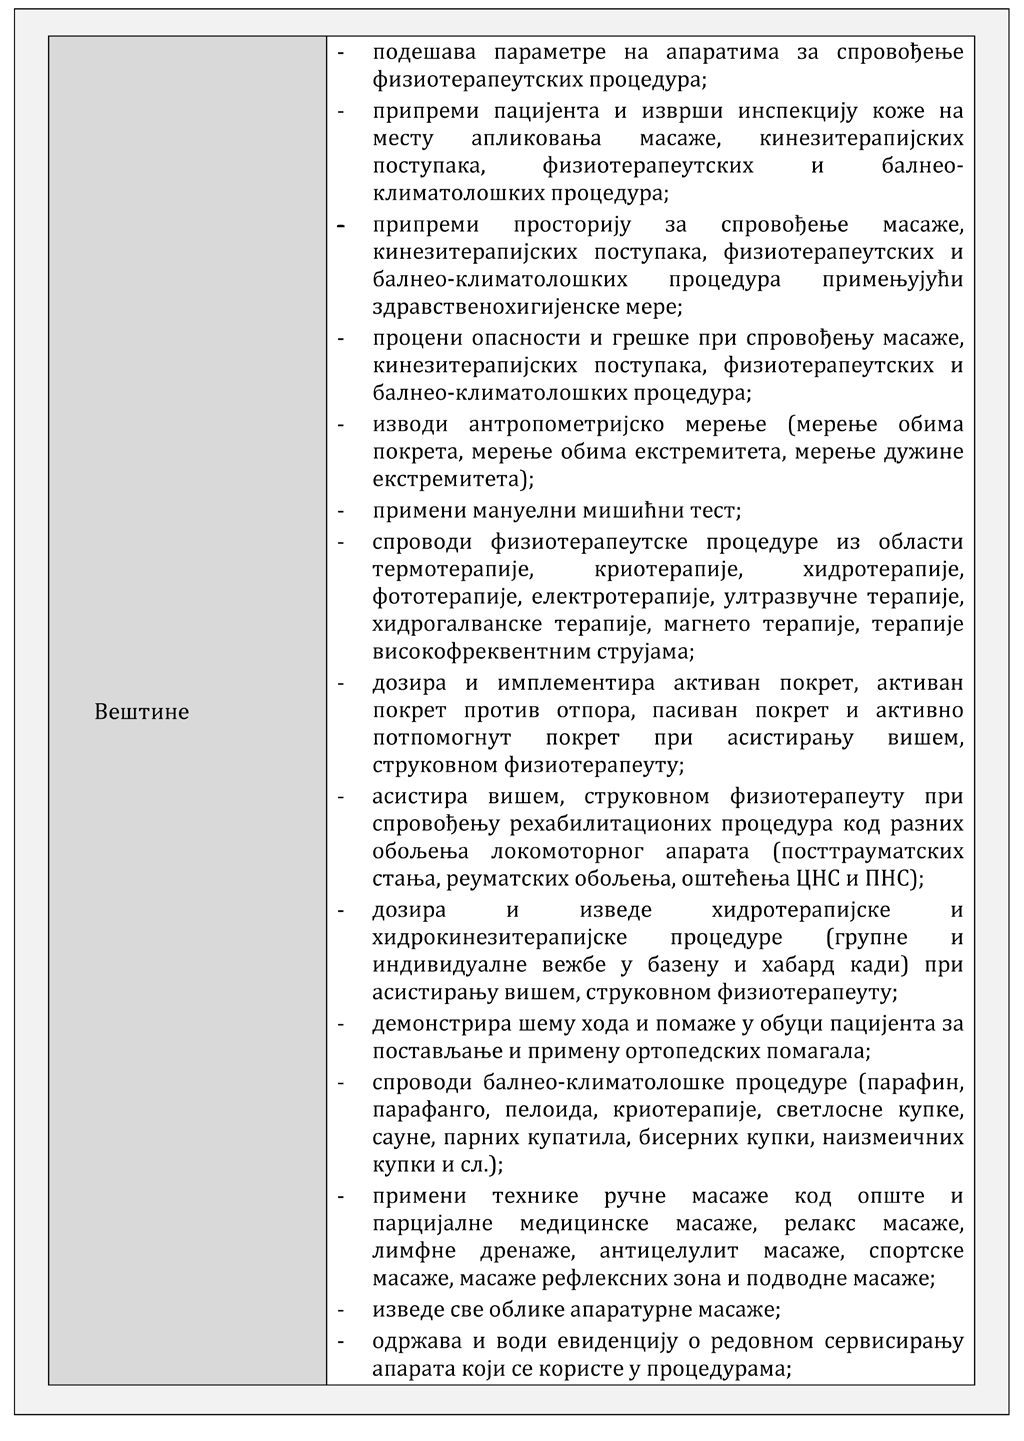 - подешава параметре на апаратима за спровођење
физиотерапеутских процедура;
- припреми пацијента и изврши инспекцију коже на
месту апликовања масаже, кинезитерапијских
поступака, физиотерапеутских и балнео-
климатолошких процедура;
- припреми просторију за спровођење масаже,
кинезитерапијских поступака, физиотерапеутских и
балнео-климатолошких процедура примењујући
здравственохигијенске мере;
- процени опасности и грешке при спровођењу масаже,
кинезитерапијских поступака, физиотерапеутских и
балнео-климатолошких процедура;
- изводи антропометријско мерење (мерење обима
покрета, мерење обима екстремитета, мерење дужине
екстремитета);
- примени мануелни мишићни тест;
- спроводи физиотерапеутске процедуре из области
термотерапије, криотерапије, хидротерапије,
фототерапије, електротерапије, ултразвучне терапије,
хидрогалванске терапије, магнето терапије, терапије
високофреквентним струјама;
- дозира и имплементира активан покрет, активан
Вештине
покрет против отпора, пасиван покрет и активно
потпомогнут покрет при асистирању вишем,
струковном физиотерапеуту;
- асистира вишем, струковном физиотерапеуту при
спровођењу рехабилитационих процедура код разних
обољења локомоторног апарата (посттрауматских
стања, реуматских обољења, оштећења ЦНС и ПНС);
- дозира и изведе хидротерапијске и
хидрокинезитерапијске процедуре (групне и
индивидуалне вежбе у базену и хабард кади) при
асистирању вишем, струковном физиотерапеуту;
- демонстрира шему хода и помаже у обуци пацијента за
постављање и примену ортопедских помагала;
- спроводи балнео-климатолошке процедуре (парафин,
парафанго, пелоида, криотерапије, светлосне купке,
сауне, парних купатила, бисерних купки, наизмеичних
купки и сл.);
- примени технике ручне масаже код опште и
парцијалне медицинске масаже, релакс масаже,
лимфне дренаже, антицелулит масаже, спортске
масаже, масаже рефлексних зона и подводне масаже;
- изведе све облике апаратурне масаже;
- одржава и води евиденцију о редовном сервисирању
апарата који се користе у процедурама;